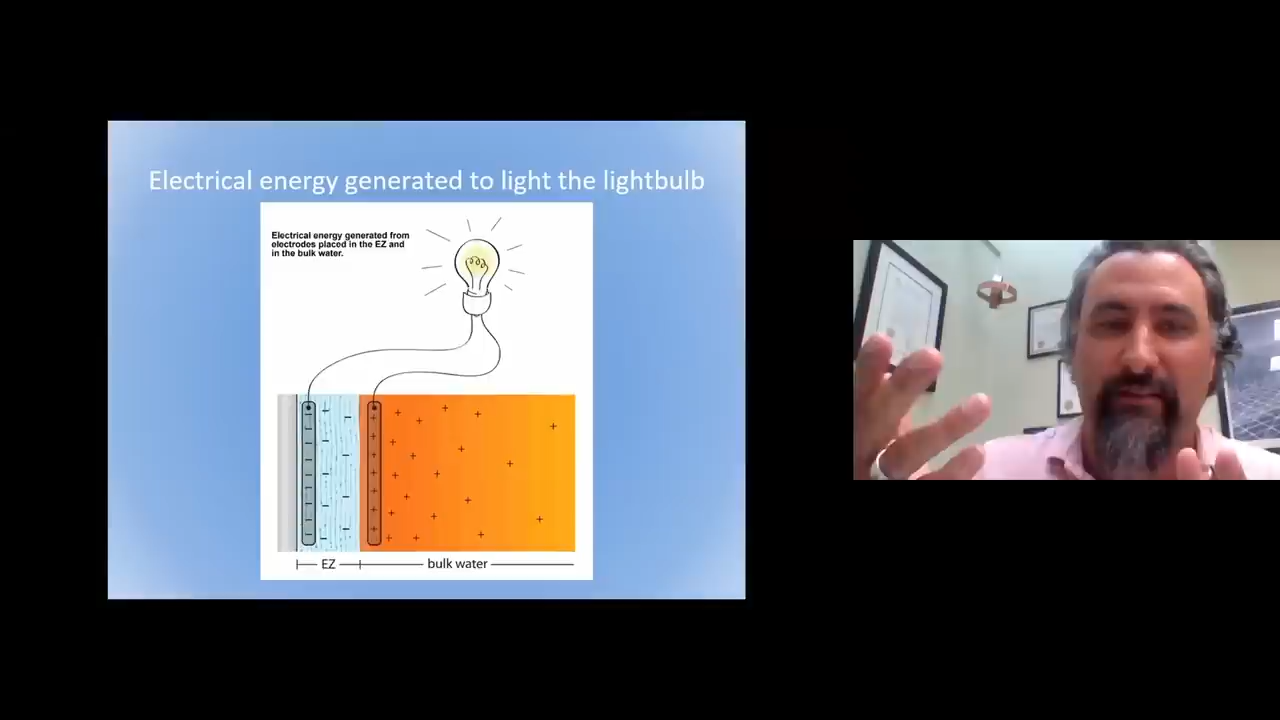 Electrical energy generated to light the lightbulb
Electrical energy generated from
electrodes placed in the EZ and
in the bulk water.
EZ
bulk water